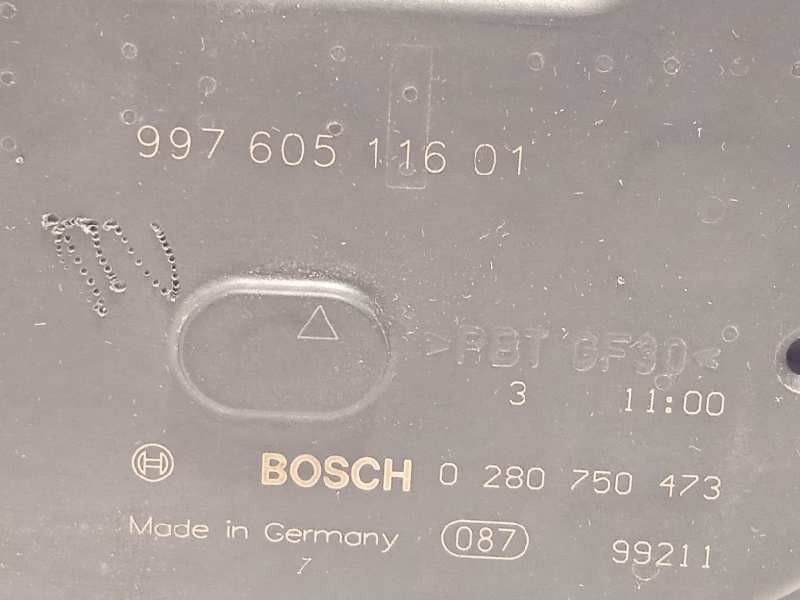 997 605 116 01
>PBT GF30<
3 11:00
BOSCH 0 280 750 473
Made in Germany 087 99211
7